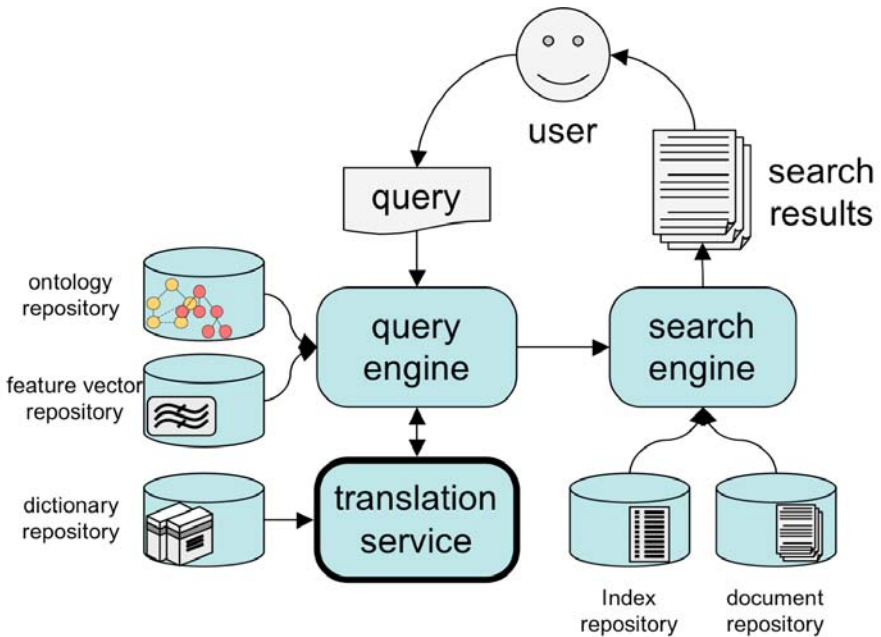 user
query
search
results
ontology
repository
query
engine
search
engine
feature vector
repository
dictionary
repository
translation
service
Index
repository
document
repository